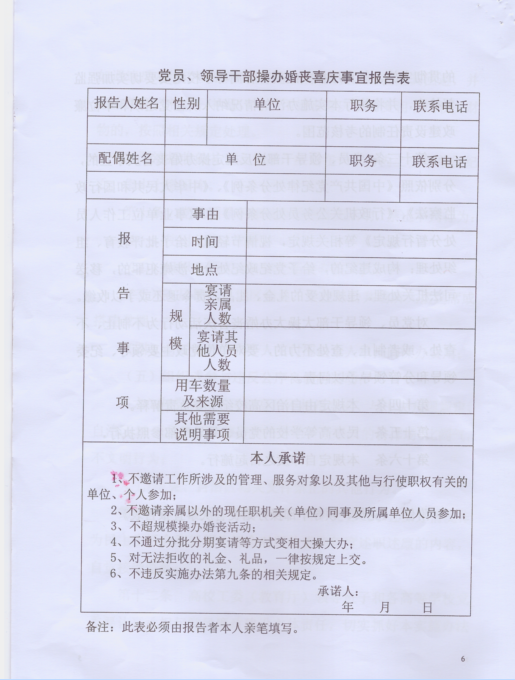 党员、领导干部操办婚丧喜庆事宜报告表
报告人姓名 性别 单位 职务 联系电话
配偶姓名 单 位 职务 联系电话
报告事项
事由
时间
地点
规模
宴请亲属人数
宴请其他人员人数
用车数量及来源
其他需要说明事项
本人承诺
1、不邀请工作所涉及的管理、服务对象以及其他与行使职权有关的
单位、个人参加;
2、不邀请亲属以外的现任职机关(单位)同事及所属单位人员参加;
3、不超规模操办婚丧活动;
4、不通过分批分期宴请等方式变相大操大办;
5、对无法拒收的礼金、礼品,一律按规定上交。
6、不违反实施办法第九条的相关规定。
承诺人:
年 月 日
备注:此表必须由报告者本人亲笔填写。
6